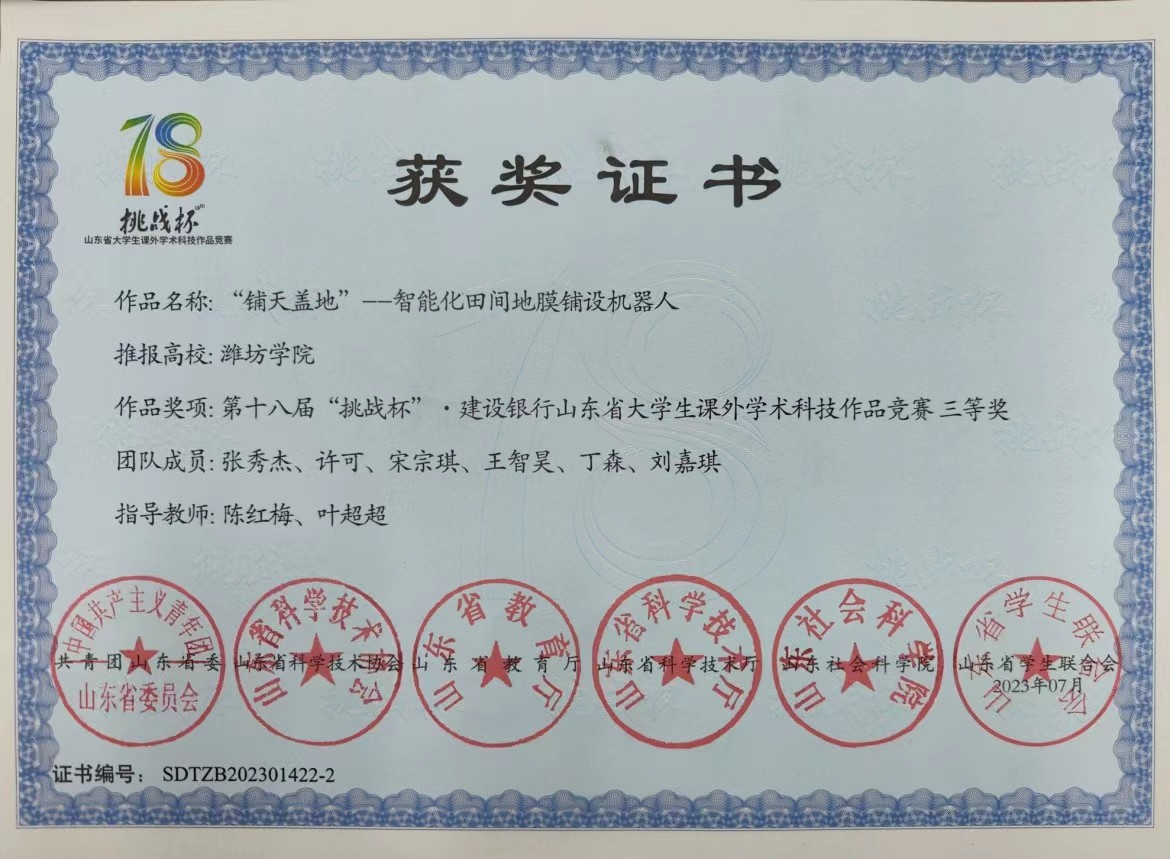 18
挑战杯
山东省大学生课外学术科技作品竞赛
获奖证书
作品名称: “铺天盖地”--智能化田间地膜铺设机器人
推报高校: 潍坊学院
作品奖项: 第十八届“挑战杯”·建设银行山东省大学生课外学术科技作品竞赛 三等奖
团队成员: 张秀杰、许可、宋宗琪、王智昊、丁森、刘嘉琪
指导教师: 陈红梅、叶超超
中国共产主义青年团
山东省委员会
山东省科学技术协会
山东省教育厅
山东省科学技术厅
山东社会科学院
山东省学生联合会
共青团山东省委 山东省科学技术协会 山东省教育厅 山东省科学技术厅 山东社会科学院 山东省学生联合会
2023年07月
证书编号: SDTZB202301422-2